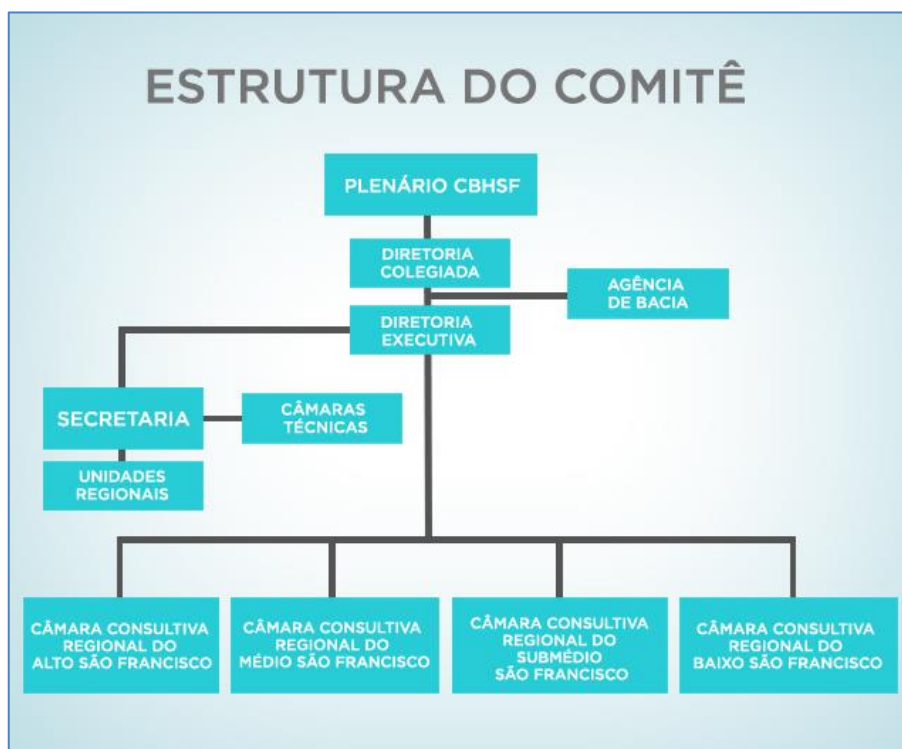 ESTRUTURA DO COMITÊ
PLENÁRIO CBHSF
DIRETORIA
COLEGIADA
AGÊNCIA
DE BACIA
DIRETORIA
EXECUTIVA
SECRETARIA
CÂMARAS
TÉCNICAS
UNIDADES
REGIONAIS
CÂMARA CONSULTIVA
REGIONAL DO
ALTO SÃO FRANCISCO
CÂMARA CONSULTIVA
REGIONAL DO
MÉDIO SÃO FRANCISCO
CÂMARA CONSULTIVA
REGIONAL DO
SUBMÉDIO
SÃO FRANCISCO
CÂMARA CONSULTIVA
REGIONAL DO
BAIXO SÃO FRANCISCO